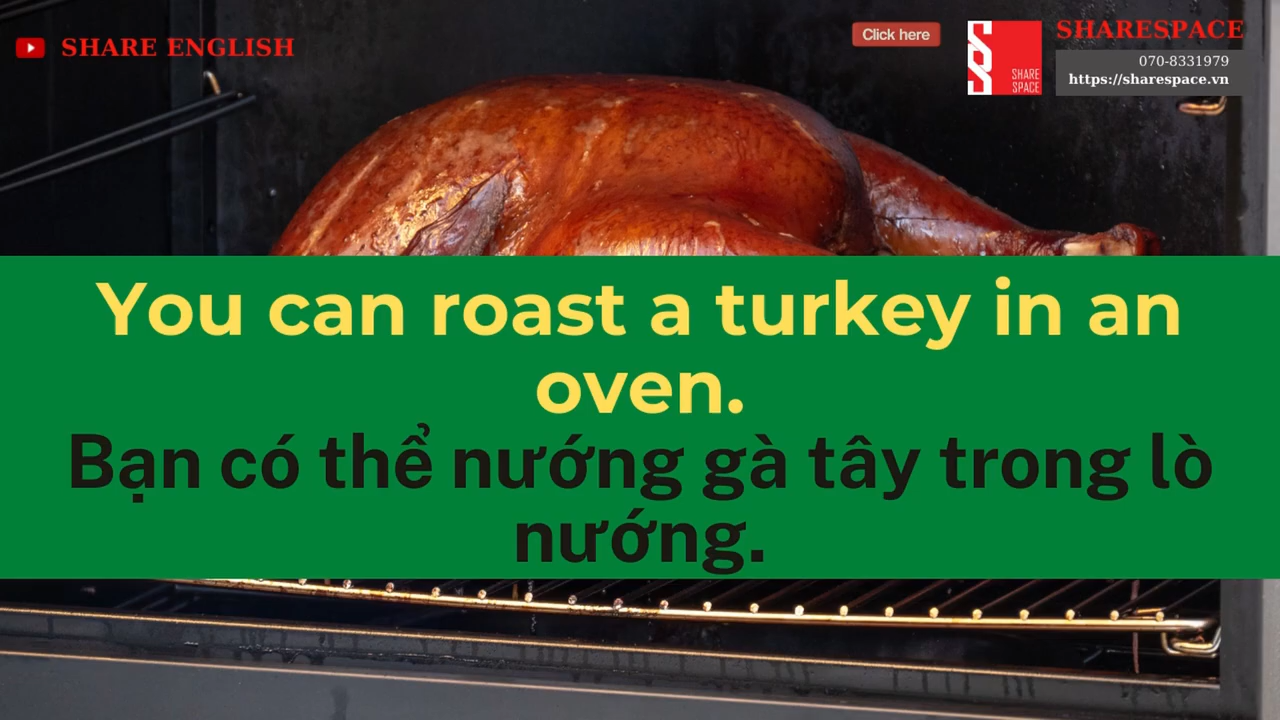 SHARE ENGLISH
Click here
SHARESPACE
070-8331979
https://sharespace.vn
SHARE
SPACE
You can roast a turkey in an
oven.
Bạn có thể nướng gà tây trong lò
nướng.